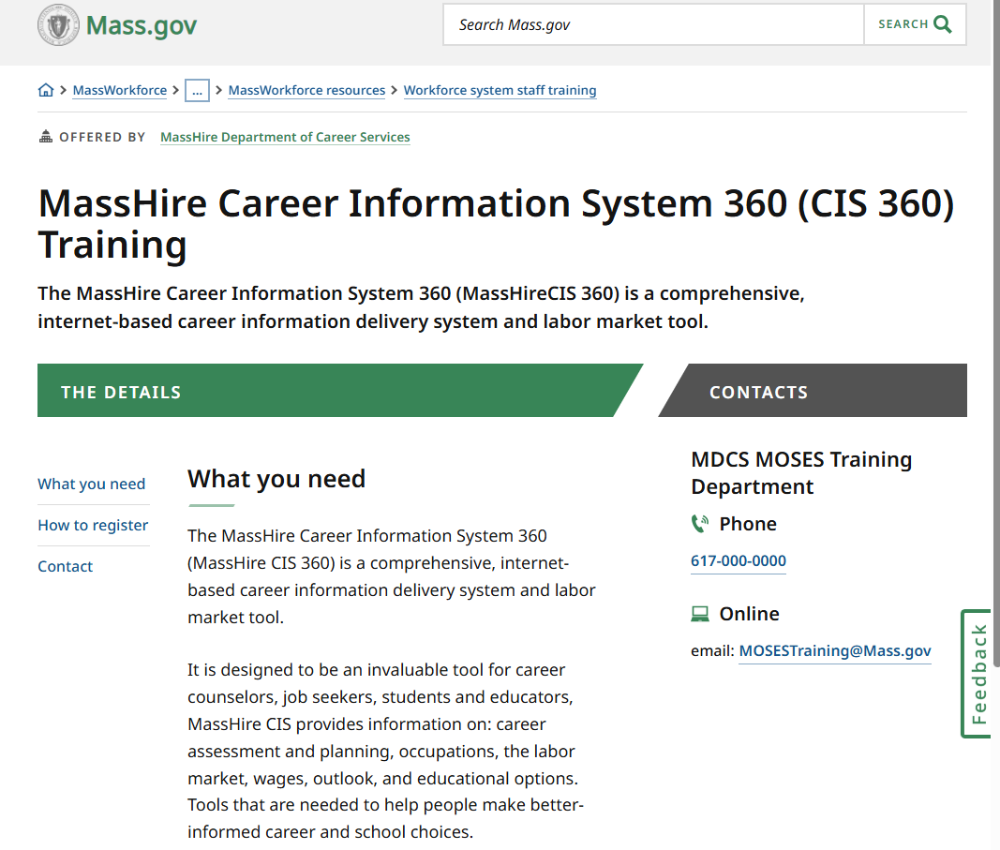 Mass.gov
Search Mass.gov
SEARCH
MassWorkforce
...
MassWorkforce resources
Workforce system staff training
OFFERED BY MassHire Department of Career Services
MassHire Career Information System 360 (CIS 360)
Training
The MassHire Career Information System 360 (MassHireCIS 360) is a comprehensive,
internet-based career information delivery system and labor market tool.
THE DETAILS
What you need
How to register
Contact
What you need
The MassHire Career Information System 360
(MassHire CIS 360) is a comprehensive, internet-
based career information delivery system and labor
market tool.
It is designed to be an invaluable tool for career
counselors, job seekers, students and educators,
MassHire CIS provides information on: career
assessment and planning, occupations, the labor
market, wages, outlook, and educational options.
Tools that are needed to help people make better-
informed career and school choices.
CONTACTS
MDCS MOSES Training
Department
Phone
617-000-0000
Online
email: MOSESTraining@Mass.gov
Feedback